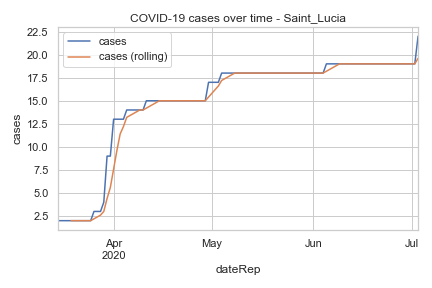 COVID-19 cases over time - Saint_Lucia
22.5
20.0
17.5
15.0
12.5
10.0
7.5
5.0
2.5
cases
cases
cases (rolling)
Apr
2020
May
Jun
Jul
dateRep